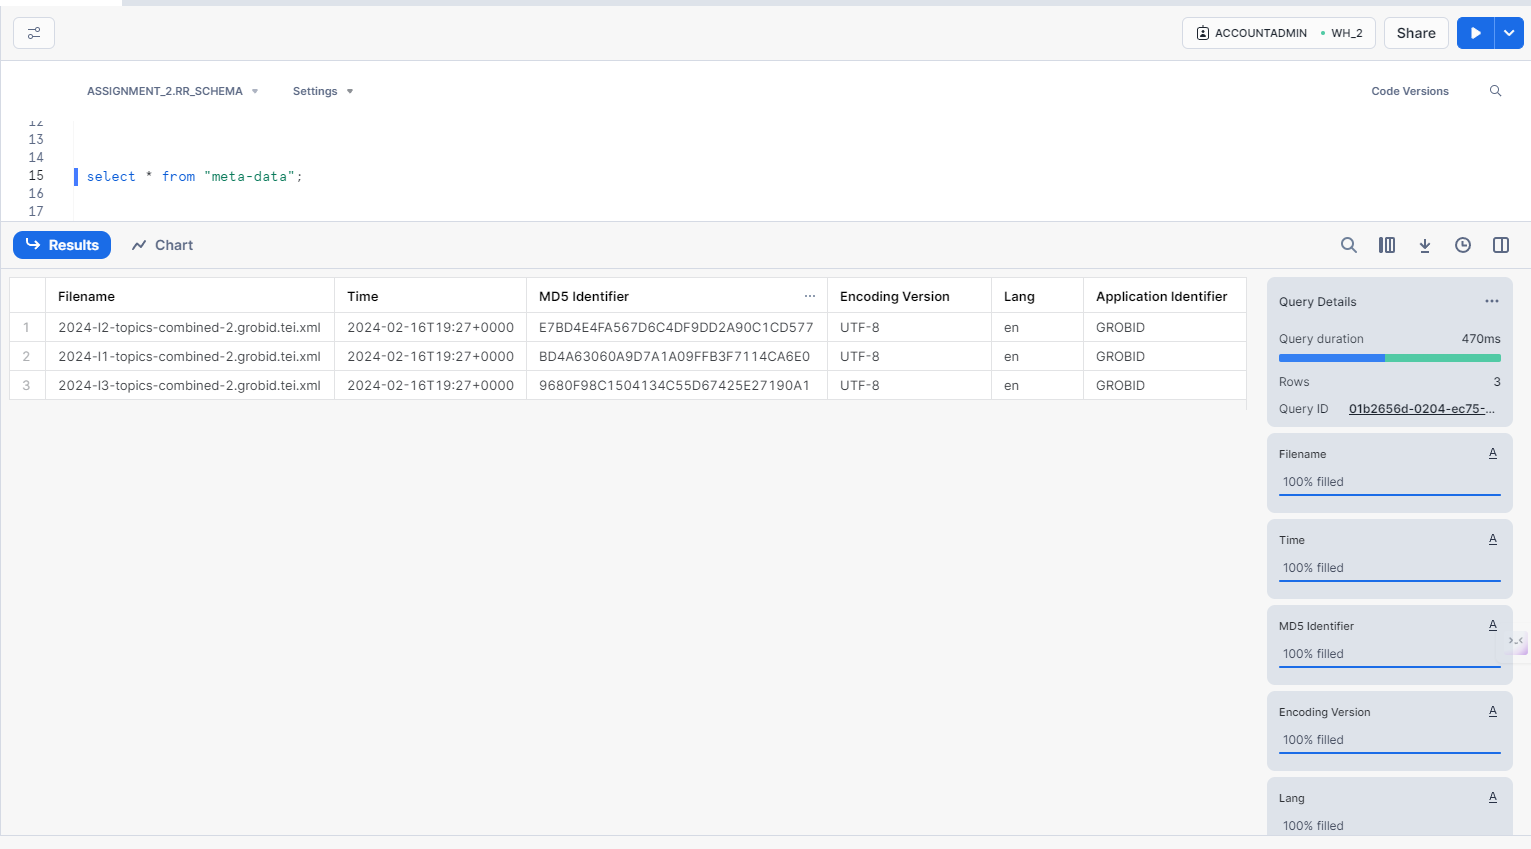 ACCOUNTADMIN WH_2 Share
ASSIGNMENT_2.RR_SCHEMA Settings Code Versions
12
13
14
15 select * from "meta-data";
16
17
Results Chart
Filename Time MD5 Identifier ... Encoding Version Lang Application Identifier
1 2024-l2-topics-combined-2.grobid.tei.xml 2024-02-16T19:27+0000 E7BD4E4FA567D6C4DF9DD2A90C1CD577 UTF-8 en GROBID
2 2024-l1-topics-combined-2.grobid.tei.xml 2024-02-16T19:27+0000 BD4A63060A9D7A1A09FFB3F7114CA6E0 UTF-8 en GROBID
3 2024-l3-topics-combined-2.grobid.tei.xml 2024-02-16T19:27+0000 9680F98C1504134C55D67425E27190A1 UTF-8 en GROBID
Query Details ...
Query duration 470ms
Rows 3
Query ID 01b2656d-0204-ec75-...
Filename A
100% filled
Time A
100% filled
MD5 Identifier A
100% filled
Encoding Version A
100% filled
Lang A
100% filled